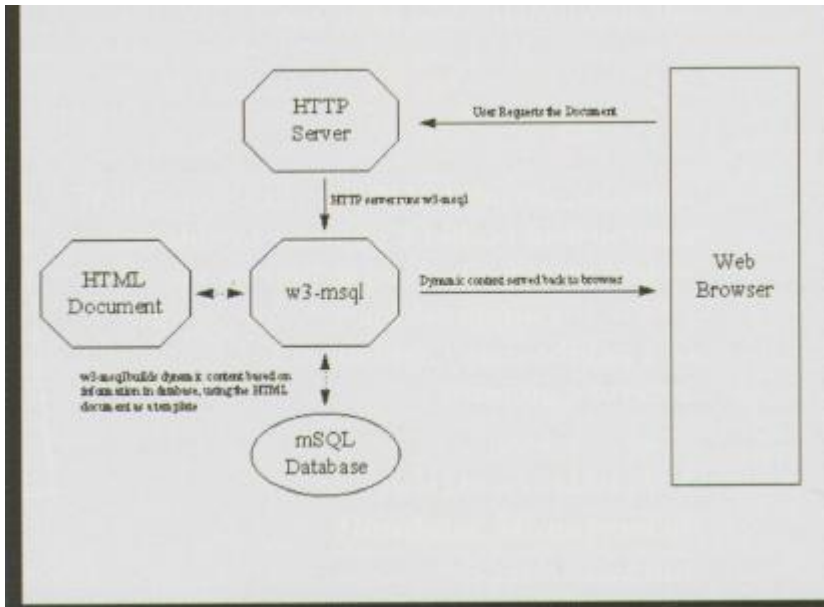 HTTP
Server
User Requests the Document
HTTP server runs w3-msql
HTML
Document
w3-msql
Dynamic content served back to browser
Web
Browser
w3-msql builds dynamic content based on
information in database, using the HTML
document as a template
mSQL
Database